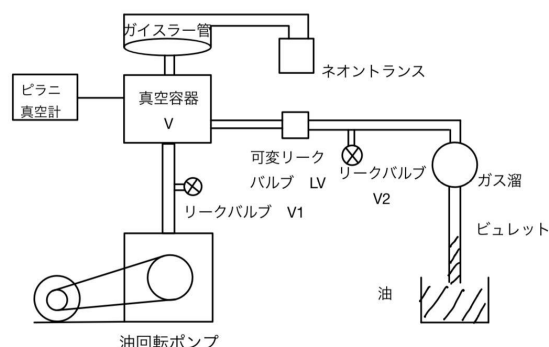 ガイスラー管
ネオントランス
ピラニ
真空計
真空容器
V
可変リーク
バルブ LV
リークバルブ
V2
ガス溜
リークバルブ V1
ビュレット
油
油回転ポンプ